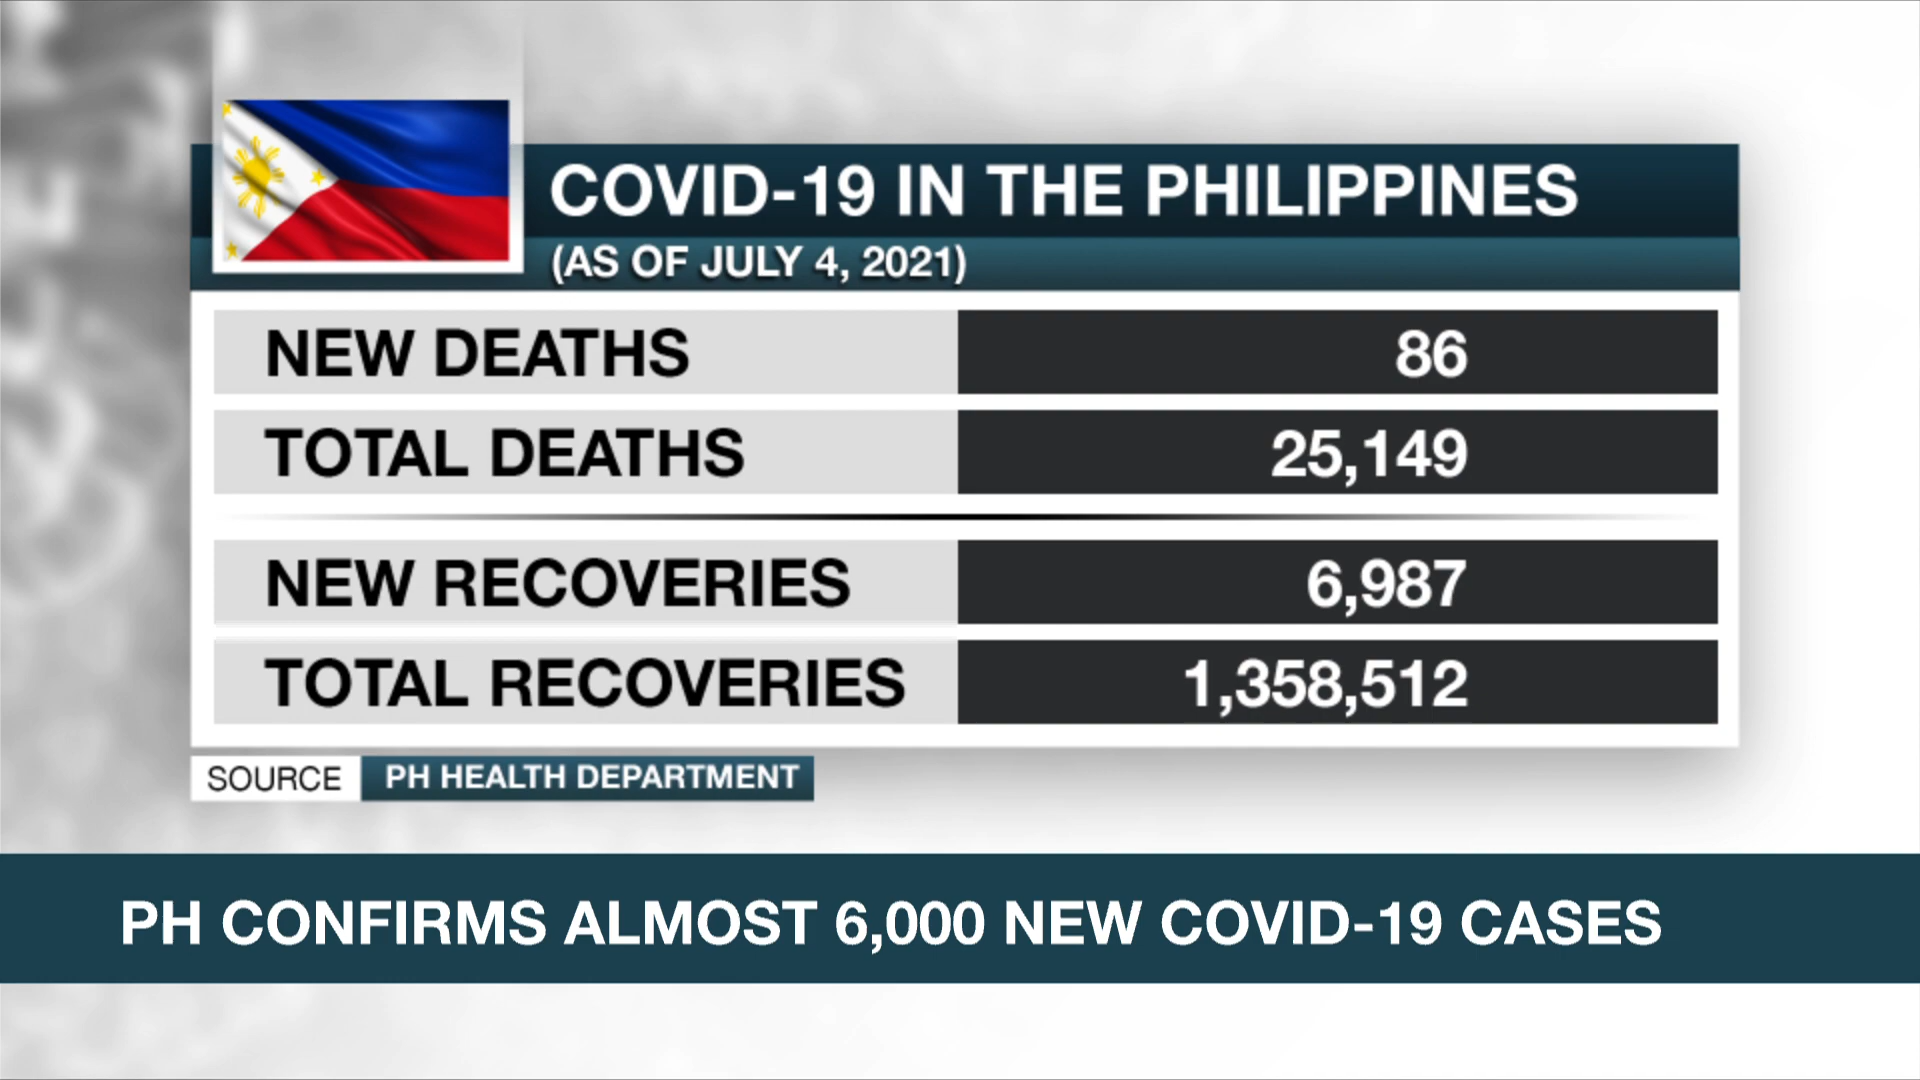 COVID-19 IN THE PHILIPPINES
(AS OF JULY 4, 2021)
NEW DEATHS 86
TOTAL DEATHS 25,149
NEW RECOVERIES 6,987
TOTAL RECOVERIES 1,358,512
SOURCE PH HEALTH DEPARTMENT
PH CONFIRMS ALMOST 6,000 NEW COVID-19 CASES